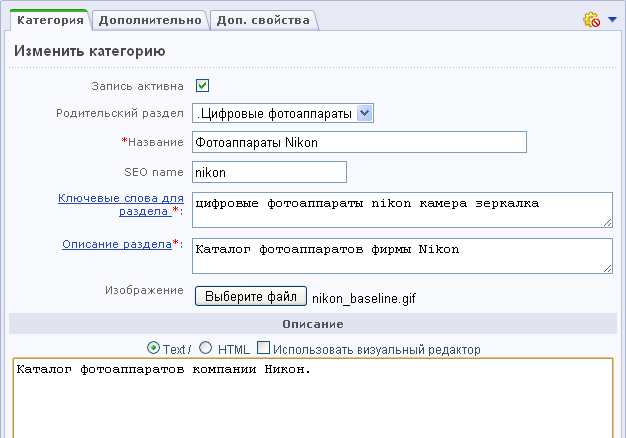 Категория Дополнительно Доп. свойства
Изменить категорию
Запись активна
Родительский раздел .Цифровые фотоаппараты
*Название Фотоаппараты Nikon
SEO name nikon
Ключевые слова для цифровые фотоаппараты nikon камера зеркалка
раздела *:
Описание раздела*: Каталог фотоаппаратов фирмы Nikon
Изображение Выберите файл nikon_baseline.gif
Описание
Text / HTML Использовать визуальный редактор
Каталог фотоаппаратов компании Никон.